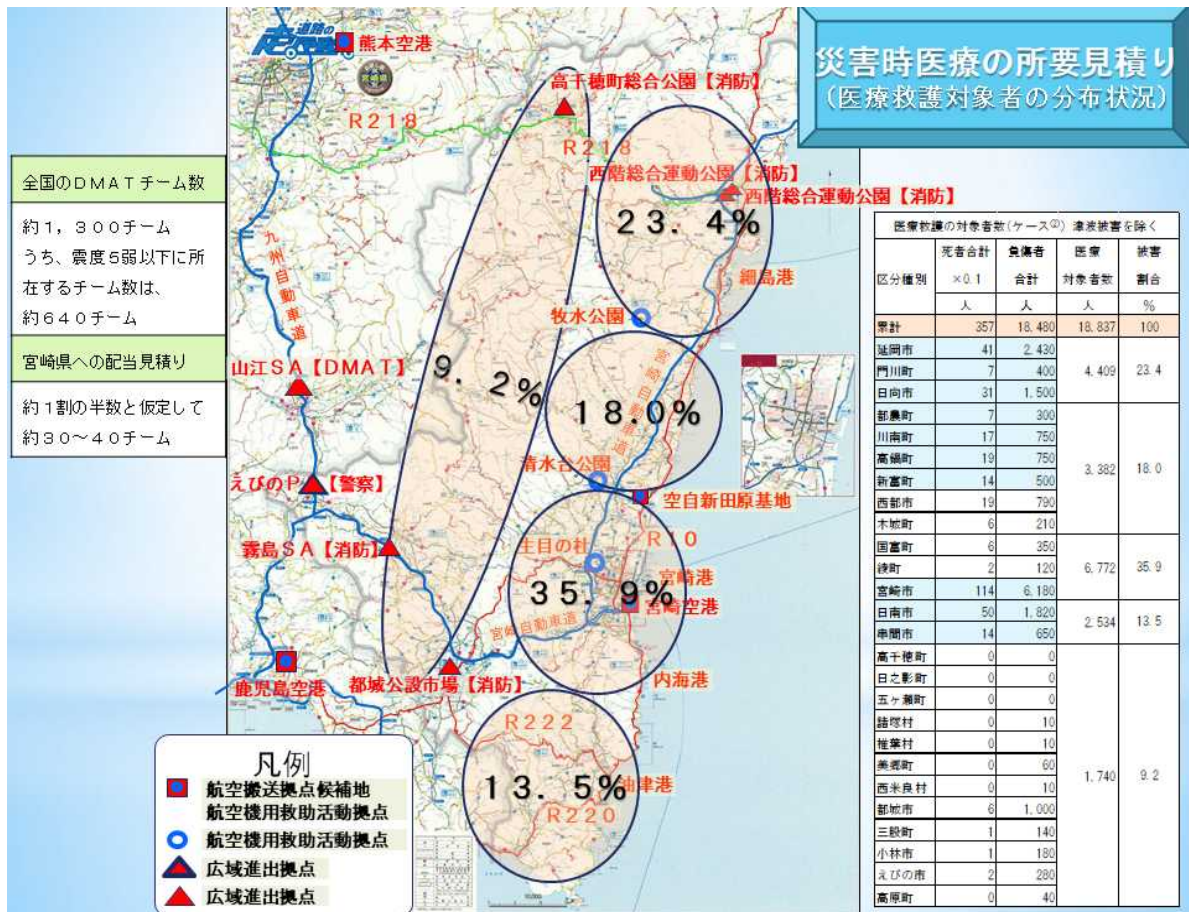 災害時医療の所要見積り
(医療救護対象者の分布状況)
全国のDMATチーム数
約1,300チーム
うち、震度5弱以下に所
在するチーム数は、
約640チーム
宮崎県への配当見積り
約1割の半数と仮定して
約30~40チーム
道路の
熊本空港
高千穂町総合公園【消防】
R218
R218
西階総合運動公園【消防】
西階総合運動公園【消防】
23.4%
九州自動車道
細島港
牧水公園
山江SA【DMAT】
9.2%
宮崎自動車道
18.0%
清水台公園
えびのP【警察】
空自新田原基地
霧島SA【消防】
R10
生目の杜
宮崎港
35.9%
宮崎空港
宮崎自動車道
鹿児島空港
都城公設市場【消防】
内海港
R222
13.5%
油津港
R220
凡例
航空搬送拠点候補地
航空機用救助活動拠点
航空機用救助活動拠点
広域進出拠点
広域進出拠点
医療救護の対象者数(ケース②) 津波被害を除く
区分種別 死者合計×0.1 負傷者合計 医療対象者数 被害割合
人 人 人 %
累計 357 18,480 18,837 100
延岡市 41 2,430
門川町 7 400 4,409 23.4
日向市 31 1,500
都農町 7 300
川南町 17 750
高鍋町 19 750
新富町 14 500 3,382 18.0
西都市 19 790
木城町 6 210
国富町 6 350
綾町 2 120 6,772 35.9
宮崎市 114 6,180
日南市 50 1,820 2,534 13.5
串間市 14 650
高千穂町 0 0
日之影町 0 0
五ヶ瀬町 0 0
諸塚村 0 10
椎葉村 0 10
美郷町 0 60 1,740 9.2
西米良村 0 10
都城市 6 1,000
三股町 1 140
小林市 1 180
えびの市 2 280
高原町 0 40